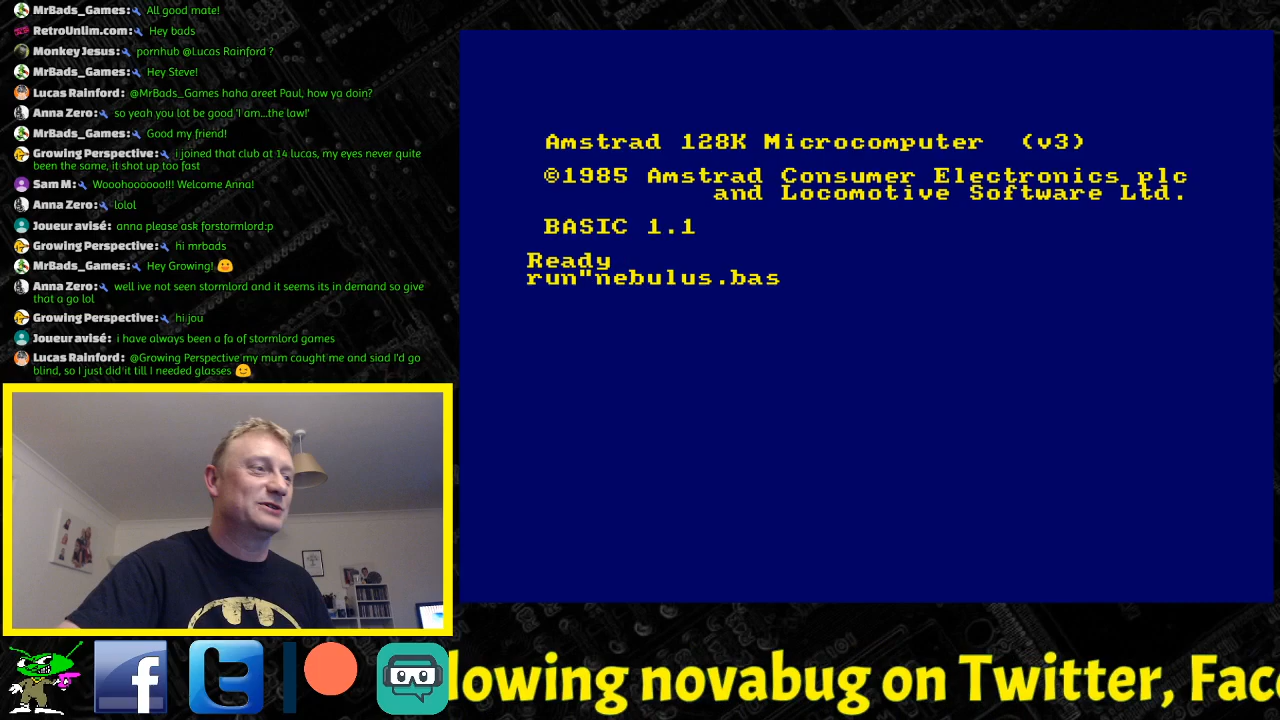 MrBads_Games: All good mate!
RetroUnlim.com: Hey bads
Monkey Jesus: pornhub @Lucas Rainford ?
MrBads_Games: Hey Steve!
Lucas Rainford: @MrBads_Games haha areet Paul, how ya doin?
Anna Zero: so yeah you lot be good 'I am...the law!'
MrBads_Games: Good my friend!
Growing Perspective: i joined that club at 14 lucas, my eyes never quite
been the same, it shot up too fast
Sam M: Wooohoooooo!!! Welcome Anna!
Anna Zero: lolol
Joueur avisé: anna please ask forstormlord:p
Growing Perspective: hi mrbads
MrBads_Games: Hey Growing!
Anna Zero: well ive not seen stormlord and it seems its in demand so give
that a go lol
Growing Perspective: hi jou
Joueur avisé: i have always been a fa of stormlord games
Lucas Rainford: @Growing Perspective my mum caught me and siad I'd go
blind, so I just did it till I needed glasses
Amstrad 128K Microcomputer (v3)
©1985 Amstrad Consumer Electronics plc
and Locomotive Software Ltd.
BASIC 1.1
Ready
run"nebulus.bas
lowing novabug on Twitter, Fac